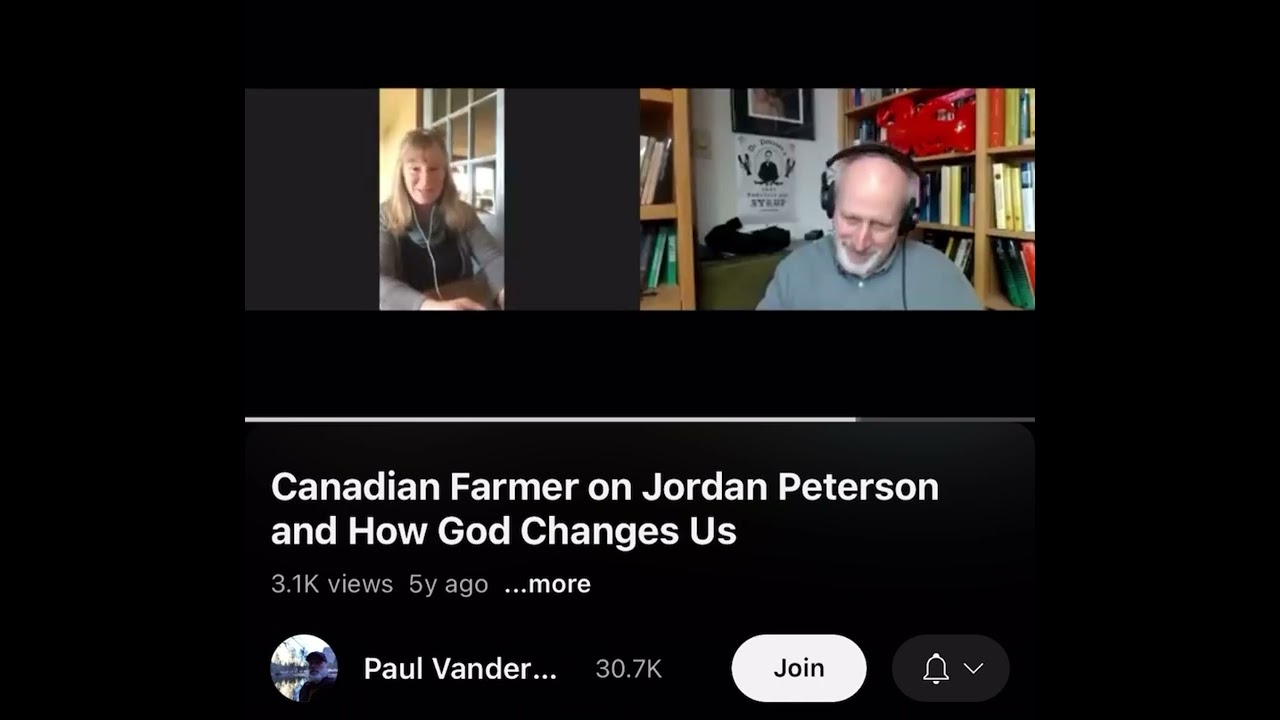 SYRUP
Canadian Farmer on Jordan Peterson
and How God Changes Us
3.1K views 5y ago ...more
Paul Vander... 30.7K Join